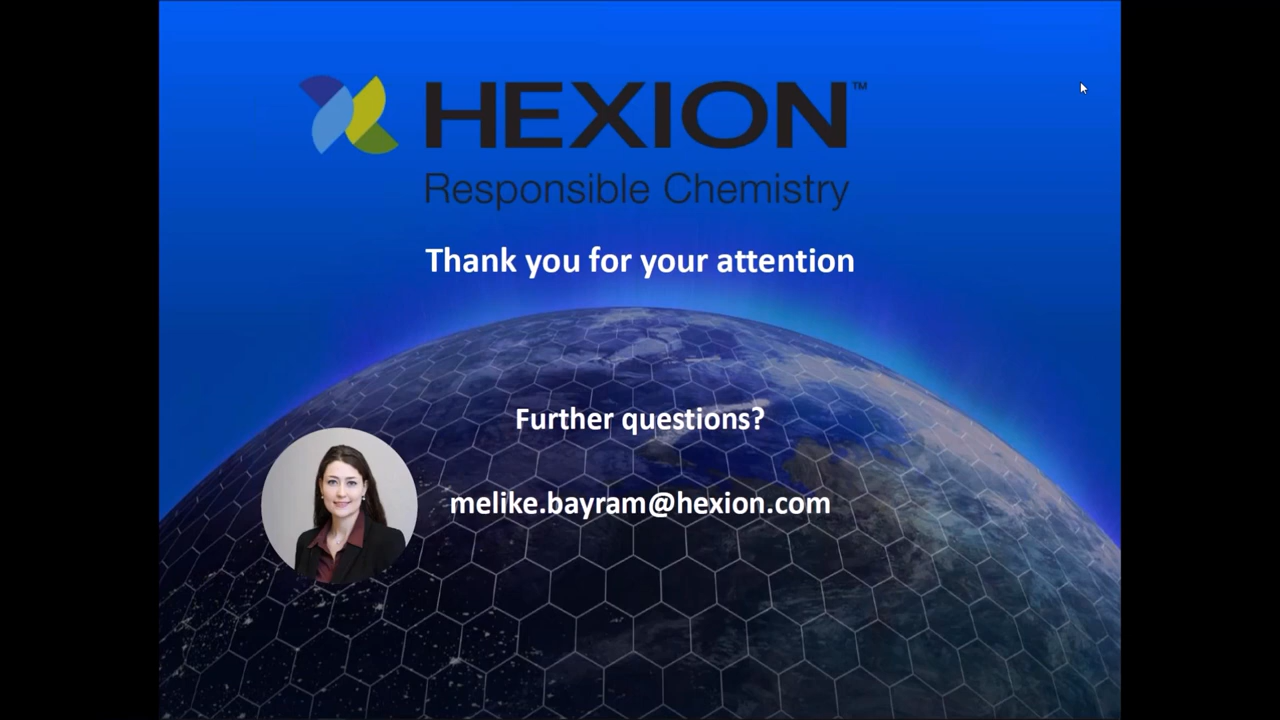 HEXION™
Responsible Chemistry
Thank you for your attention
Further questions?
melike.bayram@hexion.com